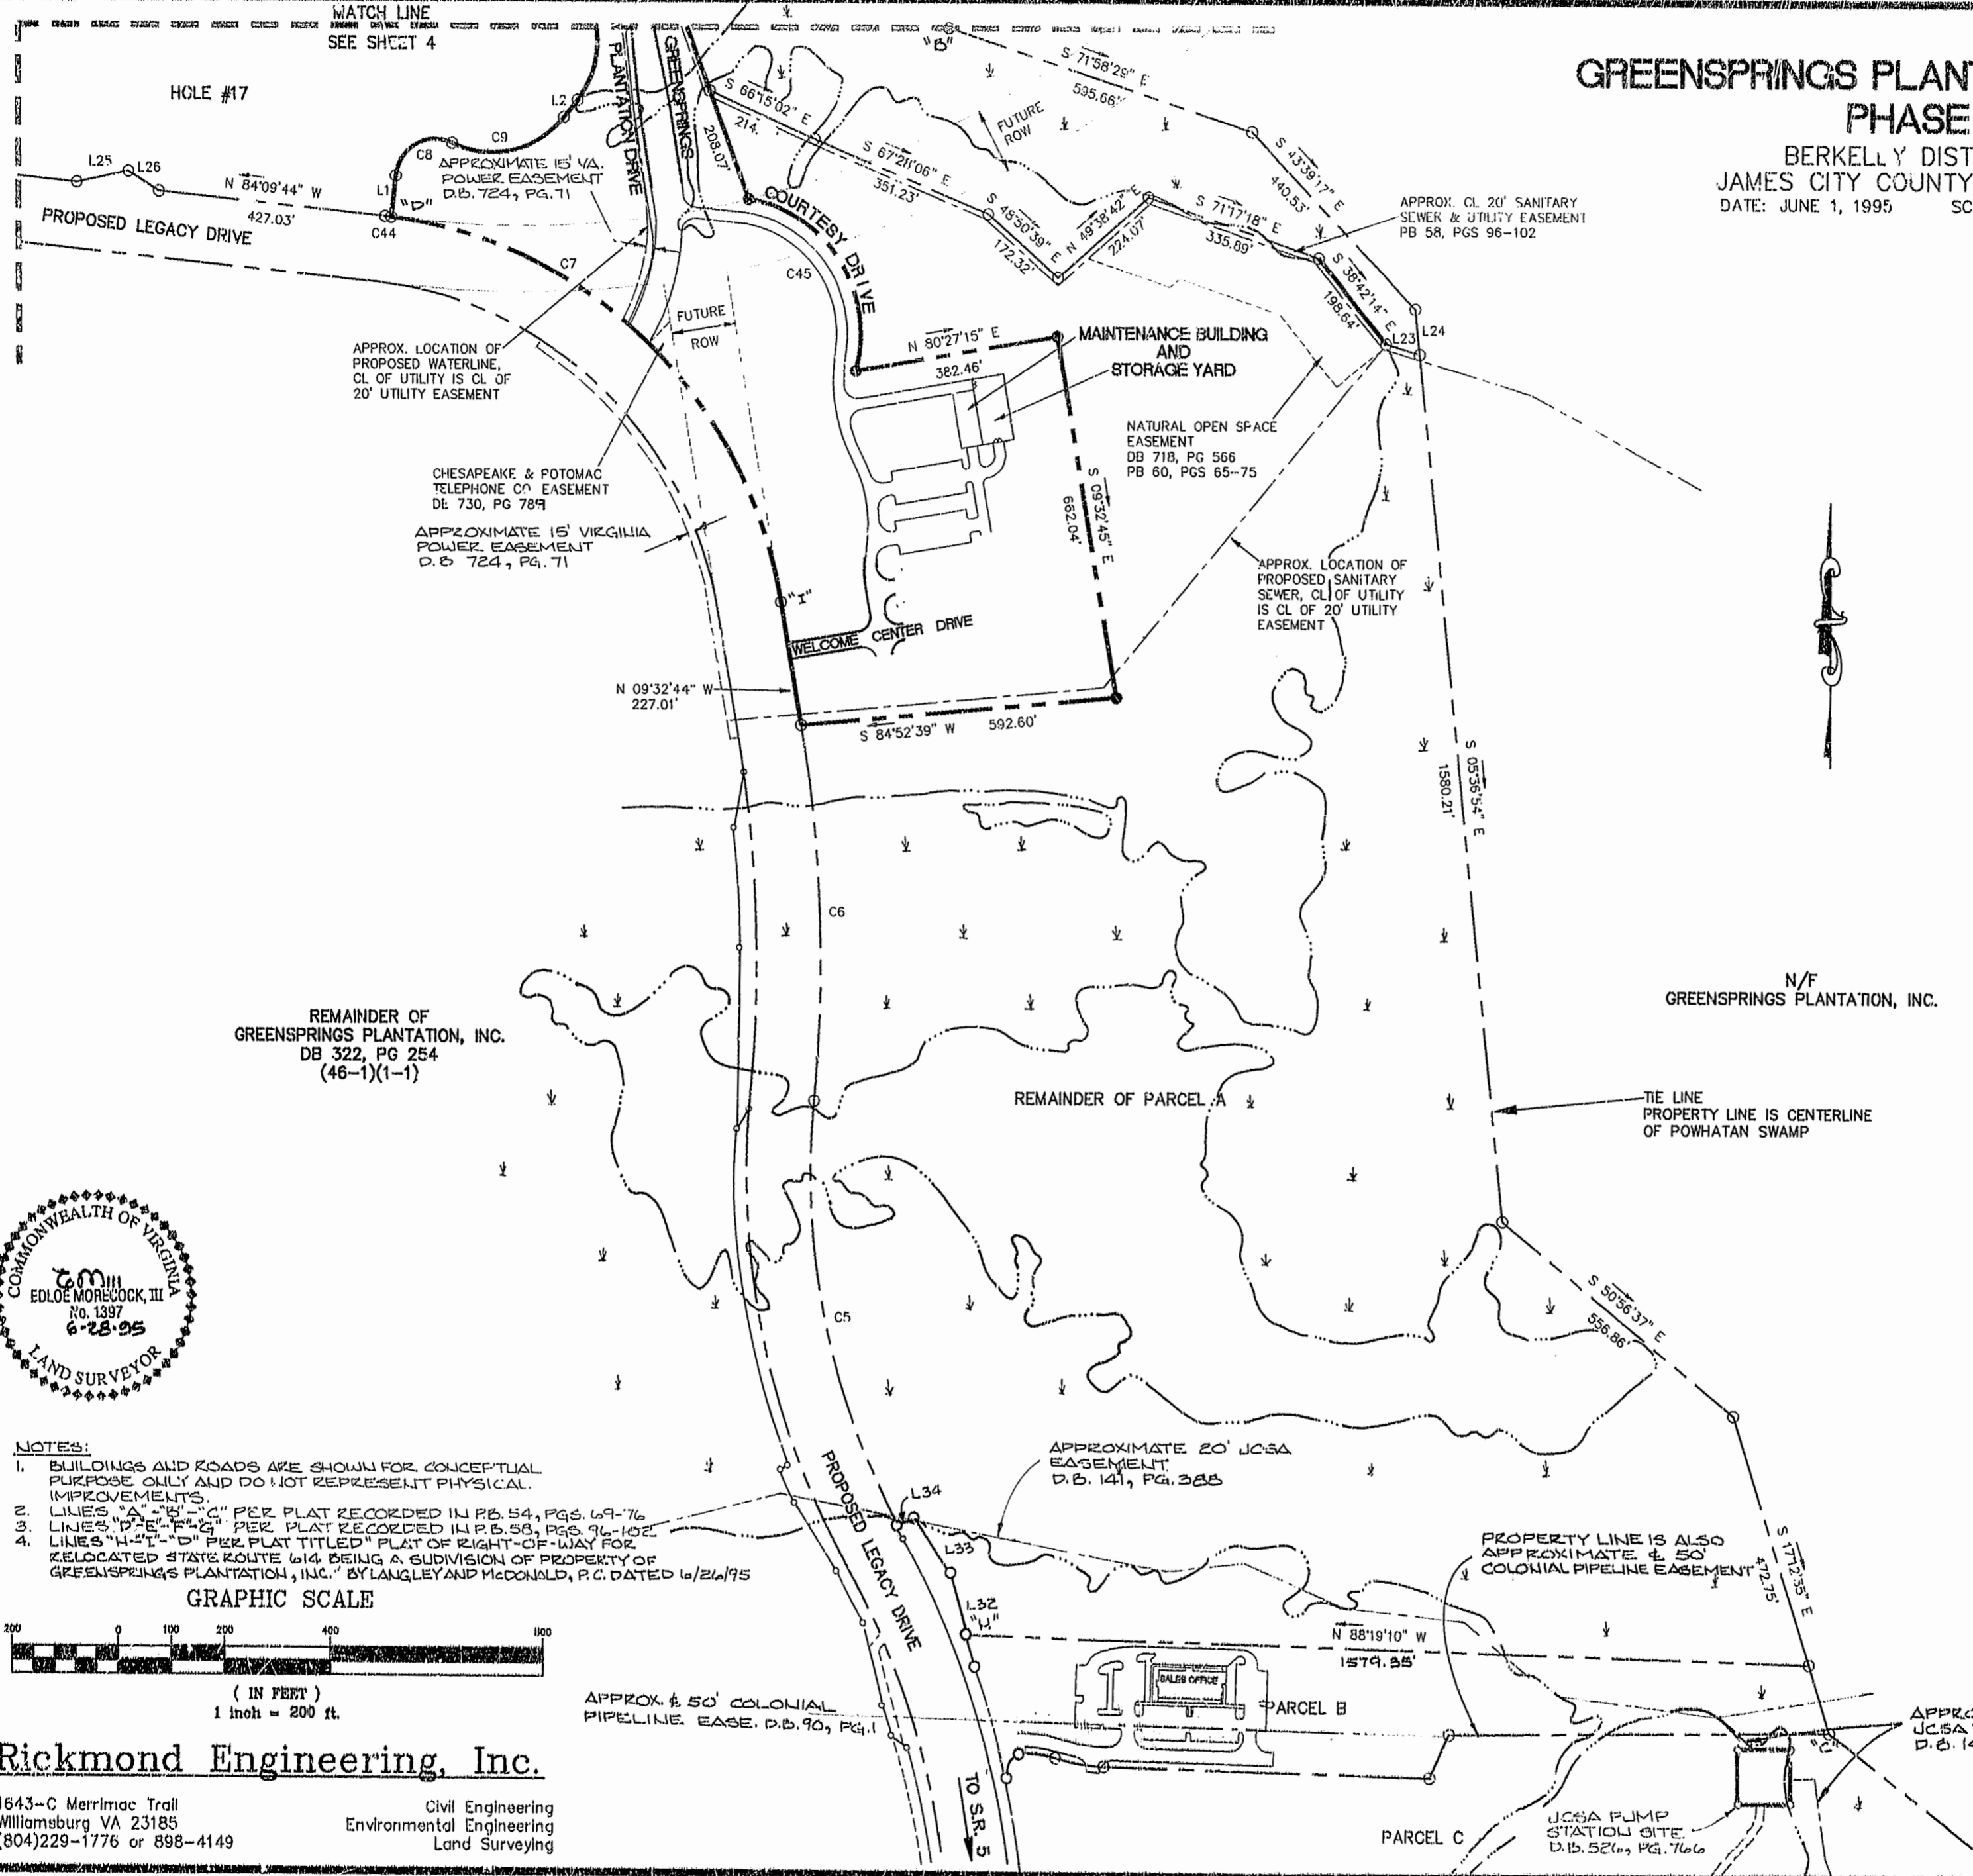 MATCH LINE
SEE SHEET 4
HOLE #17
GREENSPRINGS PLAN
PHASE
BERKELLY DIST
JAMES CITY COUNTY
DATE: JUNE 1, 1995 SC
"B"
S 71°58'29" E
595.66'
FUTURE
ROW
S 66°15'02" E
214.
S 67°21'06" E
351.23'
S 48°50'39" E
172.32'
N 49°58'42" E
224.07'
S 71°17'18" E
335.89'
S 43°39'17" E
440.53'
S 38°42'14" E
198.64'
L23
L24
APPROX. CL 20' SANITARY
SEWER & UTILITY EASEMENT
PB 58, PGS 96-102
PLANTATION DRIVE
GREENSPRINGS
208.07'
COURTESY DRIVE
C45
L2
C9
C8
L1
"D"
C44
C7
L25
L26
N 84°09'44" W
427.03'
PROPOSED LEGACY DRIVE
APPROXIMATE 15' VA.
POWER EASEMENT
D.B. 724, PG. 71
FUTURE
ROW
APPROX. LOCATION OF
PROPOSED WATERLINE,
CL OF UTILITY IS CL OF
20' UTILITY EASEMENT
CHESAPEAKE & POTOMAC
TELEPHONE CO EASEMENT
DB 730, PG 789
APPROXIMATE 15' VIRGINIA
POWER EASEMENT
D.B 724, PG. 71
N 80°27'15" E
382.46'
MAINTENANCE BUILDING
AND
STORAGE YARD
NATURAL OPEN SPACE
EASEMENT
DB 718, PG 566
PB 60, PGS 65-75
S 09°32'45" E
662.04'
APPROX. LOCATION OF
PROPOSED SANITARY
SEWER, CL OF UTILITY
IS CL OF 20' UTILITY
EASEMENT
"I"
WELCOME CENTER DRIVE
N 09°32'44" W
227.01'
S 84°52'39" W 592.60'
S 05°36'54" E
1580.21'
C6
N/F
GREENSPRINGS PLANTATION, INC.
REMAINDER OF
GREENSPRINGS PLANTATION, INC.
DB 322, PG 254
(46-1)(1-1)
REMAINDER OF PARCEL A
TIE LINE
PROPERTY LINE IS CENTERLINE
OF POWHATAN SWAMP
COMMONWEALTH OF VIRGINIA
EDLOE MORECOCK, III
No. 1397
6-28-95
LAND SURVEYOR
C5
S 50°56'37" E
556.86'
NOTES:
1. BUILDINGS AND ROADS ARE SHOWN FOR CONCEPTUAL
PURPOSE ONLY AND DO NOT REPRESENT PHYSICAL.
IMPROVEMENTS.
2. LINES "A"-"B"-"C" PER PLAT RECORDED IN P.B. 54, PGS. 69-76
3. LINES "D"-"E"-"F"-"G" PER PLAT RECORDED IN P.B. 58, PGS. 96-102
4. LINES "H"-"I"-"D" PER PLAT TITLED" PLAT OF RIGHT-OF-WAY FOR
RELOCATED STATE ROUTE 614 BEING A SUDIVISION OF PROPERTY OF
GREENSPRINGS PLANTATION, INC." BY LANGLEY AND McDONALD, P.C. DATED 6/26/95
PROPOSED LEGACY DRIVE
APPROXIMATE 20' JCSA
EASEMENT
D.B. 141, PG. 388
L34
L33
L32
"H"
PROPERTY LINE IS ALSO
APPROXIMATE ℄ 50'
COLONIAL PIPELINE EASEMENT
S 17°12'35" E
472.75'
N 88°19'10" W
1579.35'
GRAPHIC SCALE
200 0 100 200 400 800
( IN FEET )
1 inch = 200 ft.
SALES OFFICE
PARCEL B
APPROX. ℄ 50' COLONIAL
PIPELINE EASE. D.B. 90, PG. 1
TO S.R. 5
"C"
APPRO
JCSA
D.B. 14
JCSA PUMP
STATION SITE
D.B. 526, PG. 766
PARCEL C
Rickmond Engineering, Inc.
1643-C Merrimac Trail
Williamsburg VA 23185
(804)229-1776 or 898-4149
Civil Engineering
Environmental Engineering
Land Surveying